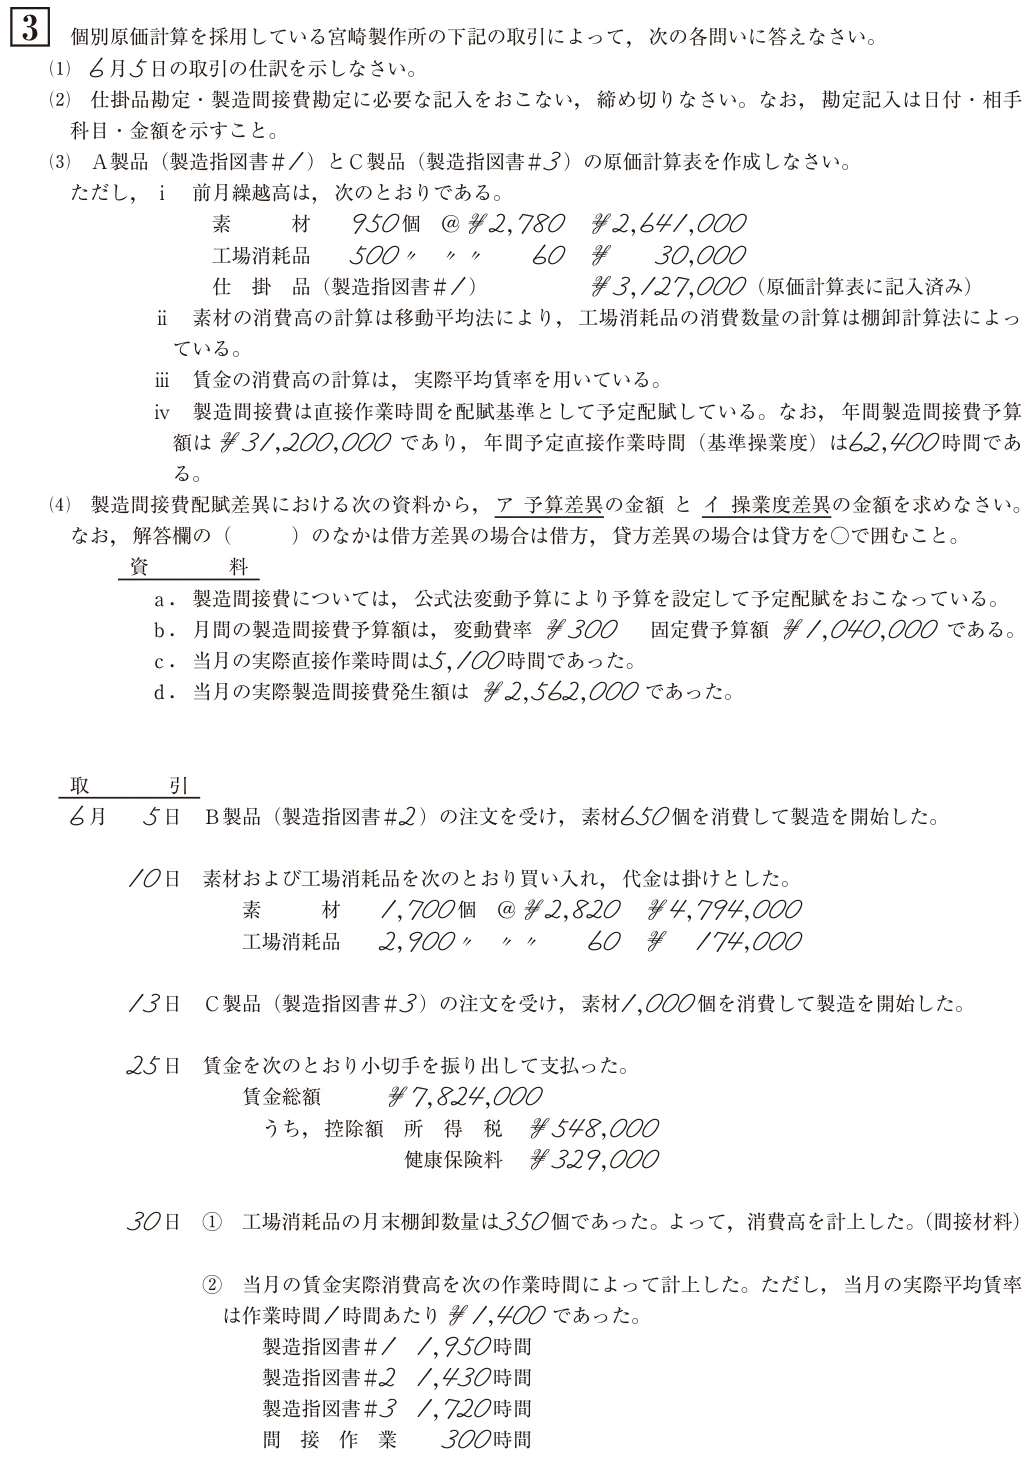 3 個別原価計算を採用している宮崎製作所の下記の取引によって，次の各問いに答えなさい。
⑴ 6月5日の取引の仕訳を示しなさい。
⑵ 仕掛品勘定・製造間接費勘定に必要な記入をおこない，締め切りなさい。なお，勘定記入は日付・相手
科目・金額を示すこと。
⑶ A製品（製造指図書#1）とC製品（製造指図書#3）の原価計算表を作成しなさい。
ただし， ⅰ 前月繰越高は，次のとおりである。
素 材 950個 @¥2,780 ¥2,641,000
工場消耗品 500〃 〃〃 60 ¥ 30,000
仕 掛 品（製造指図書#1） ¥3,127,000（原価計算表に記入済み）
ⅱ 素材の消費高の計算は移動平均法により，工場消耗品の消費数量の計算は棚卸計算法によっ
ている。
ⅲ 賃金の消費高の計算は，実際平均賃率を用いている。
ⅳ 製造間接費は直接作業時間を配賦基準として予定配賦している。なお，年間製造間接費予算
額は ¥31,200,000 であり，年間予定直接作業時間（基準操業度）は62,400時間であ
る。
⑷ 製造間接費配賦差異における次の資料から，ア 予算差異の金額 と イ 操業度差異の金額を求めなさい。
なお，解答欄の（ ）のなかは借方差異の場合は借方，貸方差異の場合は貸方を○で囲むこと。
資 料
a．製造間接費については，公式法変動予算により予算を設定して予定配賦をおこなっている。
b．月間の製造間接費予算額は，変動費率 ¥300 固定費予算額 ¥1,040,000 である。
c．当月の実際直接作業時間は5,100時間であった。
d．当月の実際製造間接費発生額は ¥2,562,000 であった。
取 引
6月 5日 B製品（製造指図書#2）の注文を受け，素材650個を消費して製造を開始した。
10日 素材および工場消耗品を次のとおり買い入れ，代金は掛けとした。
素 材 1,700個 @¥2,820 ¥4,794,000
工場消耗品 2,900〃 〃〃 60 ¥ 174,000
13日 C製品（製造指図書#3）の注文を受け，素材1,000個を消費して製造を開始した。
25日 賃金を次のとおり小切手を振り出して支払った。
賃金総額 ¥7,824,000
うち，控除額 所 得 税 ¥548,000
健康保険料 ¥329,000
30日 ① 工場消耗品の月末棚卸数量は350個であった。よって，消費高を計上した。（間接材料）
② 当月の賃金実際消費高を次の作業時間によって計上した。ただし，当月の実際平均賃率
は作業時間1時間あたり ¥1,400 であった。
製造指図書#1 1,950時間
製造指図書#2 1,430時間
製造指図書#3 1,720時間
間 接 作 業 300時間